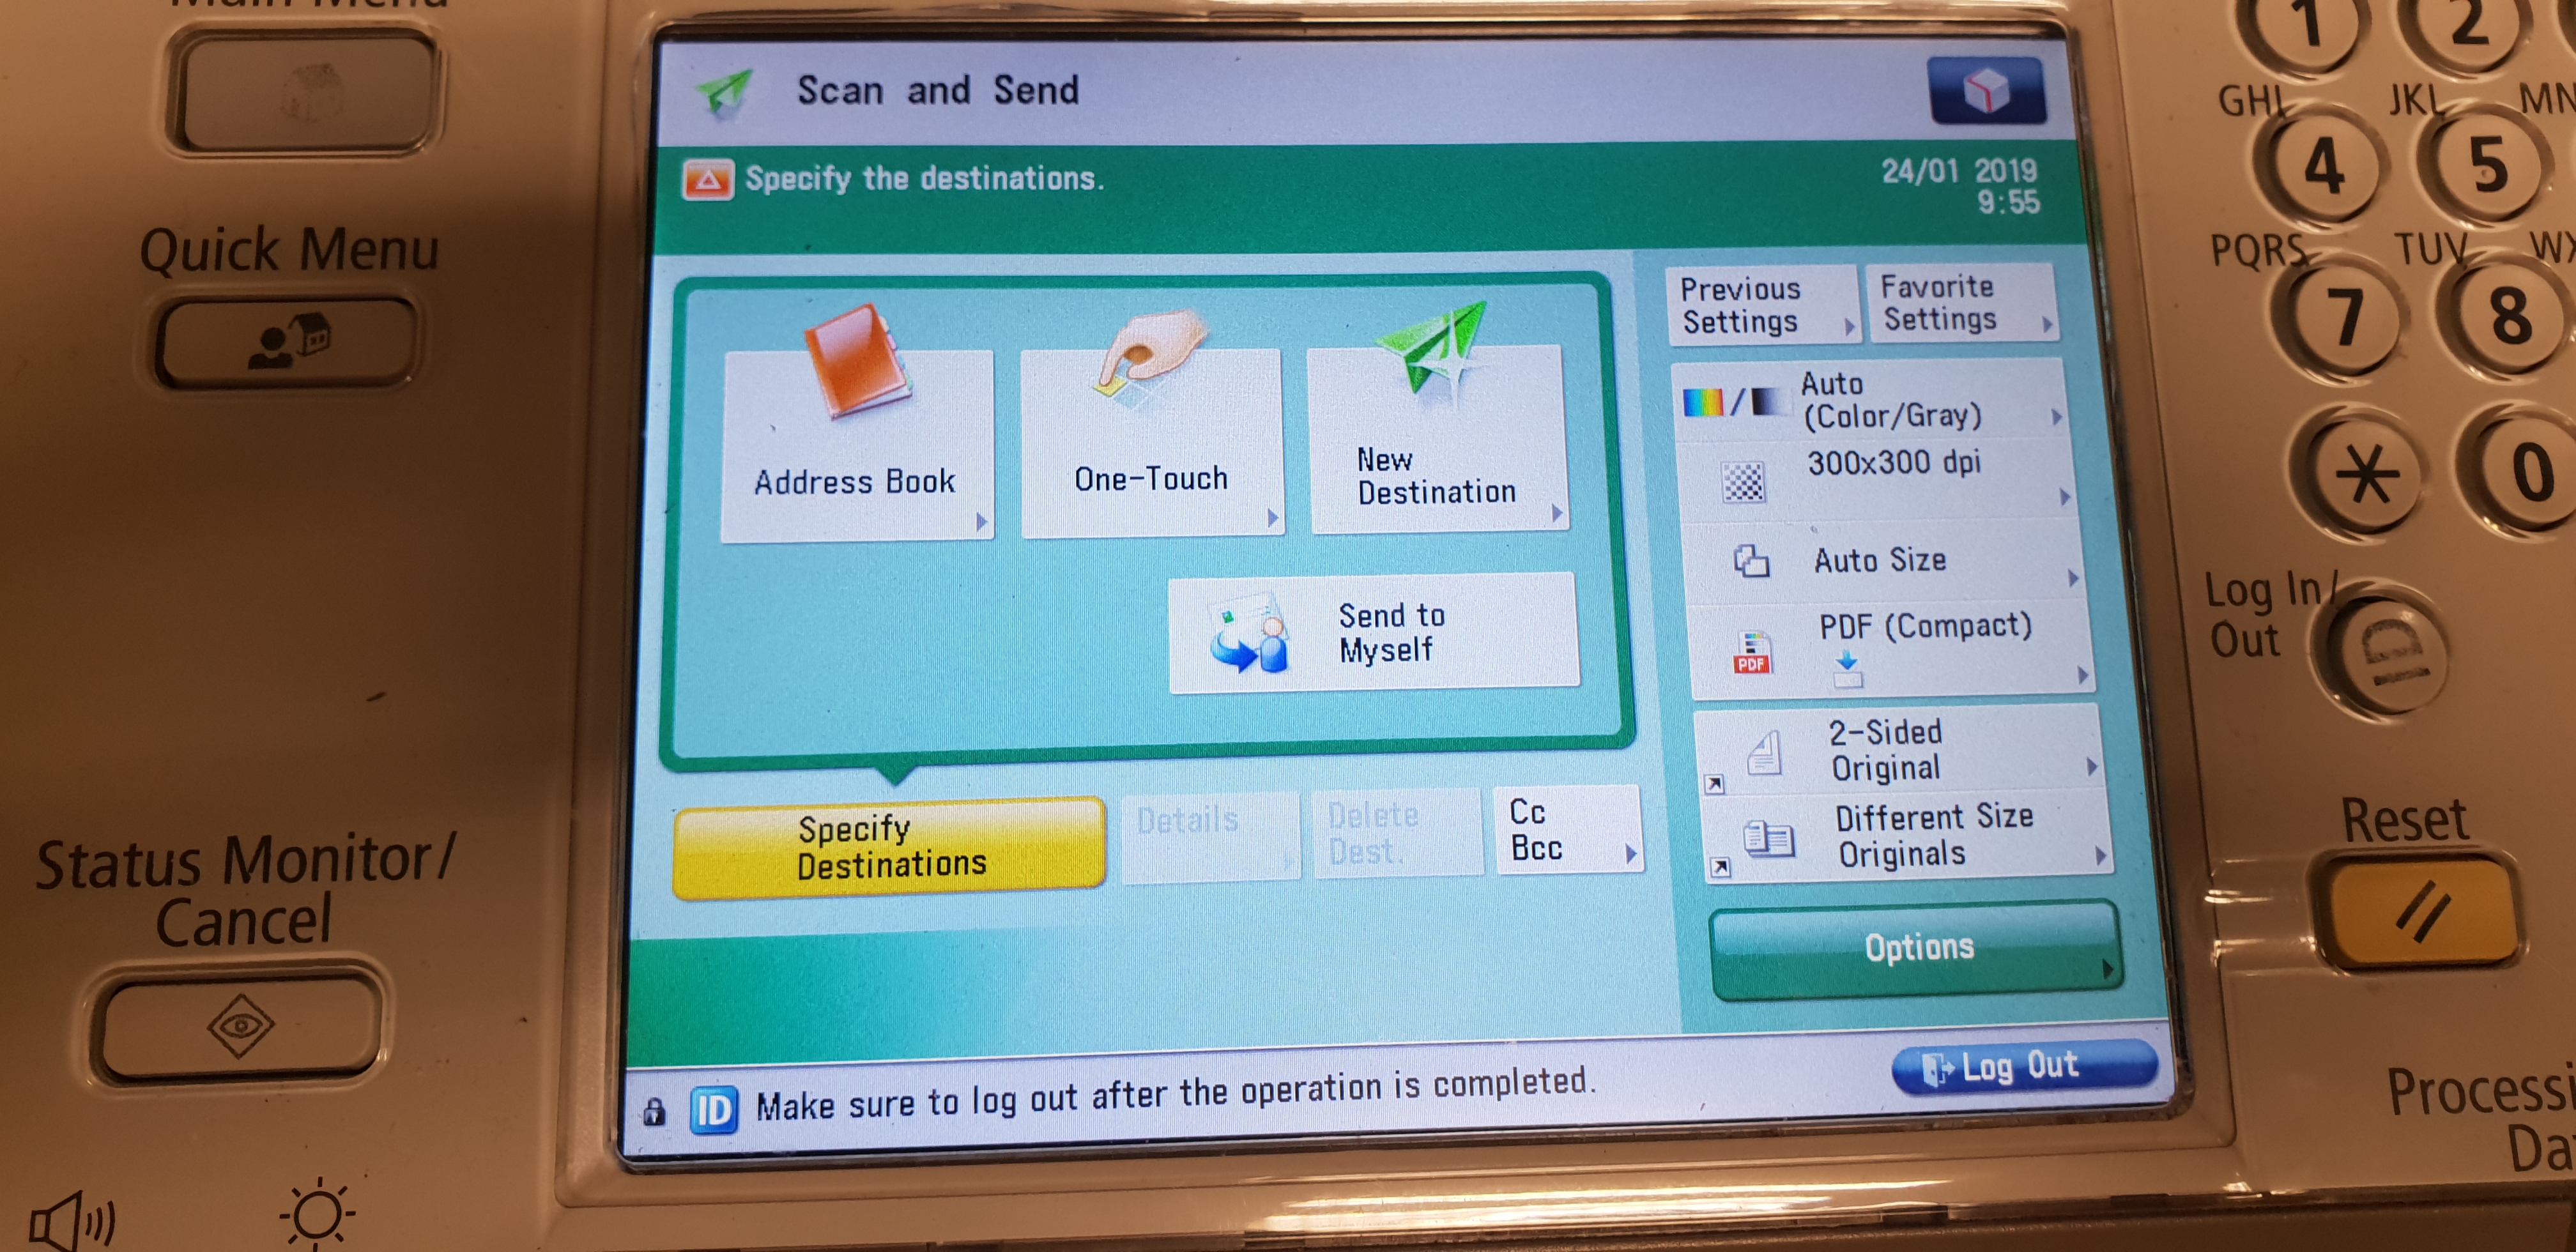 Main Menu
Quick Menu
Status Monitor/
Cancel
Scan and Send
Specify the destinations.
24/01 2019
9:55
Address Book
One-Touch
New
Destination
Send to
Myself
Specify
Destinations
Details
Delete
Dest.
Cc
Bcc
Previous
Settings
Favorite
Settings
Auto
(Color/Gray)
300x300 dpi
Auto Size
PDF
PDF (Compact)
2-Sided
Original
Different Size
Originals
Options
ID Make sure to log out after the operation is completed.
Log Out
1 2
GHI JKL MN
4 5
PQRS TUV WX
7 8
* 0
Log In/
Out
ID
Reset
Processi
Da